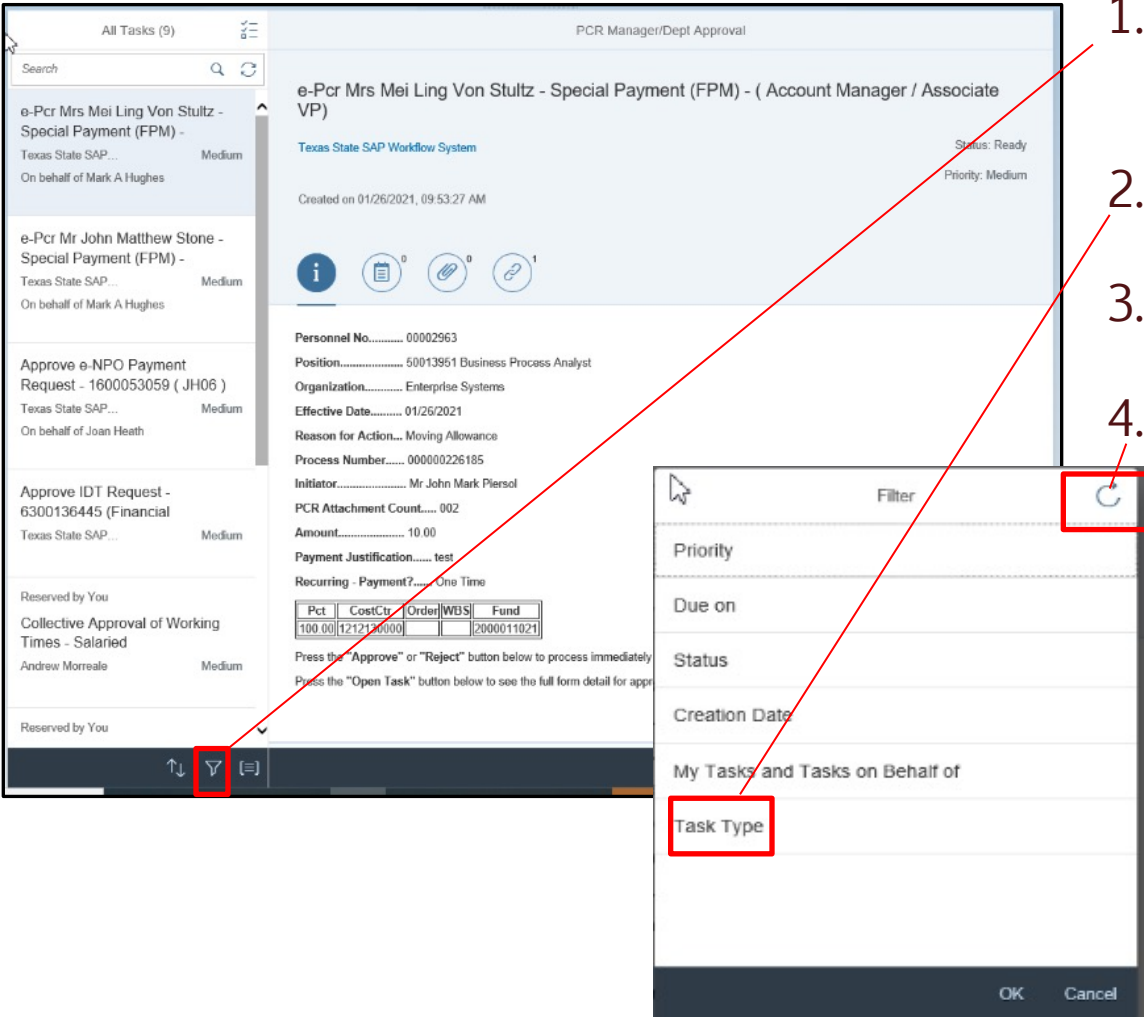 All Tasks (9)
Search
e-Pcr Mrs Mei Ling Von Stultz -
Special Payment (FPM) -
Texas State SAP... Medium
On behalf of Mark A Hughes
e-Pcr Mr John Matthew Stone -
Special Payment (FPM) -
Texas State SAP... Medium
On behalf of Mark A Hughes
Approve e-NPO Payment
Request - 1600053059 ( JH06 )
Texas State SAP... Medium
On behalf of Joan Heath
Approve IDT Request -
6300136445 (Financial
Texas State SAP... Medium
Reserved by You
Collective Approval of Working
Times - Salaried
Andrew Morreale Medium
Reserved by You
PCR Manager/Dept Approval
e-Pcr Mrs Mei Ling Von Stultz - Special Payment (FPM) - ( Account Manager / Associate
VP)
Texas State SAP Workflow System
Status: Ready
Priority: Medium
Created on 01/26/2021, 09:53:27 AM
0 0 1
Personnel No........... 00002963
Position..................... 50013951 Business Process Analyst
Organization............ Enterprise Systems
Effective Date.......... 01/26/2021
Reason for Action... Moving Allowance
Process Number...... 000000226185
Initiator....................... Mr John Mark Piersol
PCR Attachment Count..... 002
Amount..................... 10.00
Payment Justification...... test
Recurring - Payment?...... One Time
Pct CostCtr Order WBS Fund
100.00 1212130000 2000011021
Press the "Approve" or "Reject" button below to process immediately
Press the "Open Task" button below to see the full form detail for appr
1.
2.
3.
4.
Filter
Priority
Due on
Status
Creation Date
My Tasks and Tasks on Behalf of
Task Type
OK Cancel